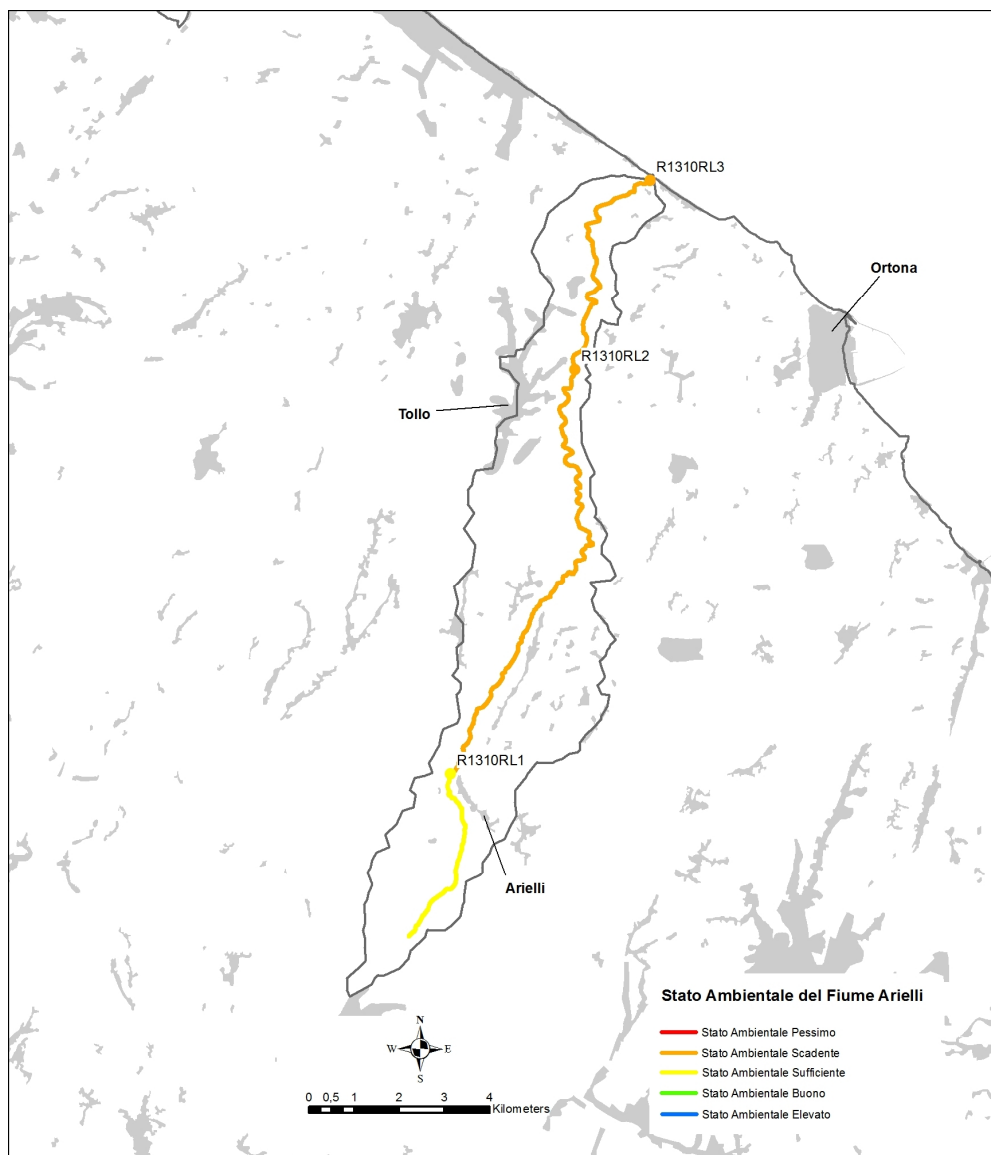 R1310RL3
Ortona
R1310RL2
Tollo
R1310RL1
Arielli
Stato Ambientale del Fiume Arielli
Stato Ambientale Pessimo
Stato Ambientale Scadente
Stato Ambientale Sufficiente
Stato Ambientale Buono
Stato Ambientale Elevato
N
W E
S
0 0,5 1 2 3 4
Kilometers